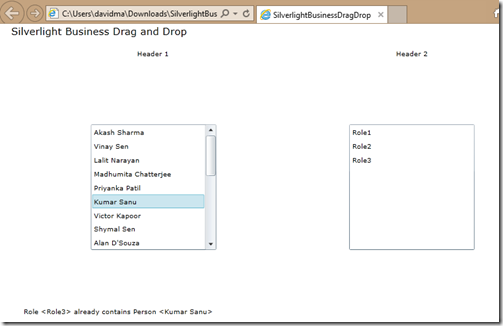 C:\Users\davidma\Downloads\SilverlightBus
SilverlightBusinessDragDrop
Silverlight Business Drag and Drop
Header 1
Header 2
Akash Sharma
Vinay Sen
Lalit Narayan
Madhumita Chatterjee
Priyanka Patil
Kumar Sanu
Victor Kapoor
Shymal Sen
Alan D'Souza
Role1
Role2
Role3
Role <Role3> already contains Person <Kumar Sanu>